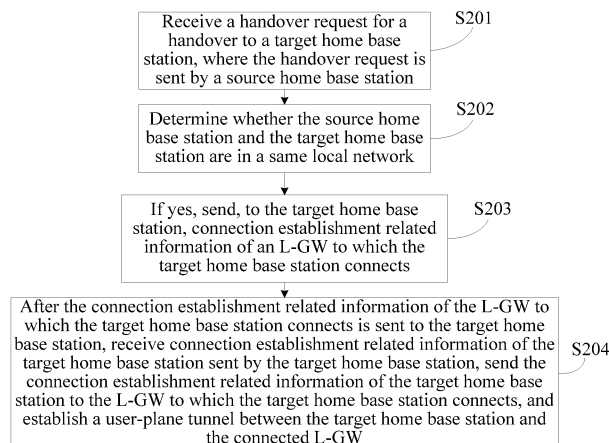 Receive a handover request for a
handover to a target home base
station, where the handover request is
sent by a source home base station
S201
Determine whether the source home
base station and the target home base
station are in a same local network
S202
If yes, send, to the target home base
station, connection establishment related
information of an L-GW to which the
target home base station connects
S203
After the connection establishment related information of the L-GW to
which the target home base station connects is sent to the target home
base station, receive connection establishment related information of the
target home base station sent by the target home base station, send the
connection establishment related information of the target home base
station to the L-GW to which the target home base station connects, and
establish a user-plane tunnel between the target home base station and
the connected L-GW
S204